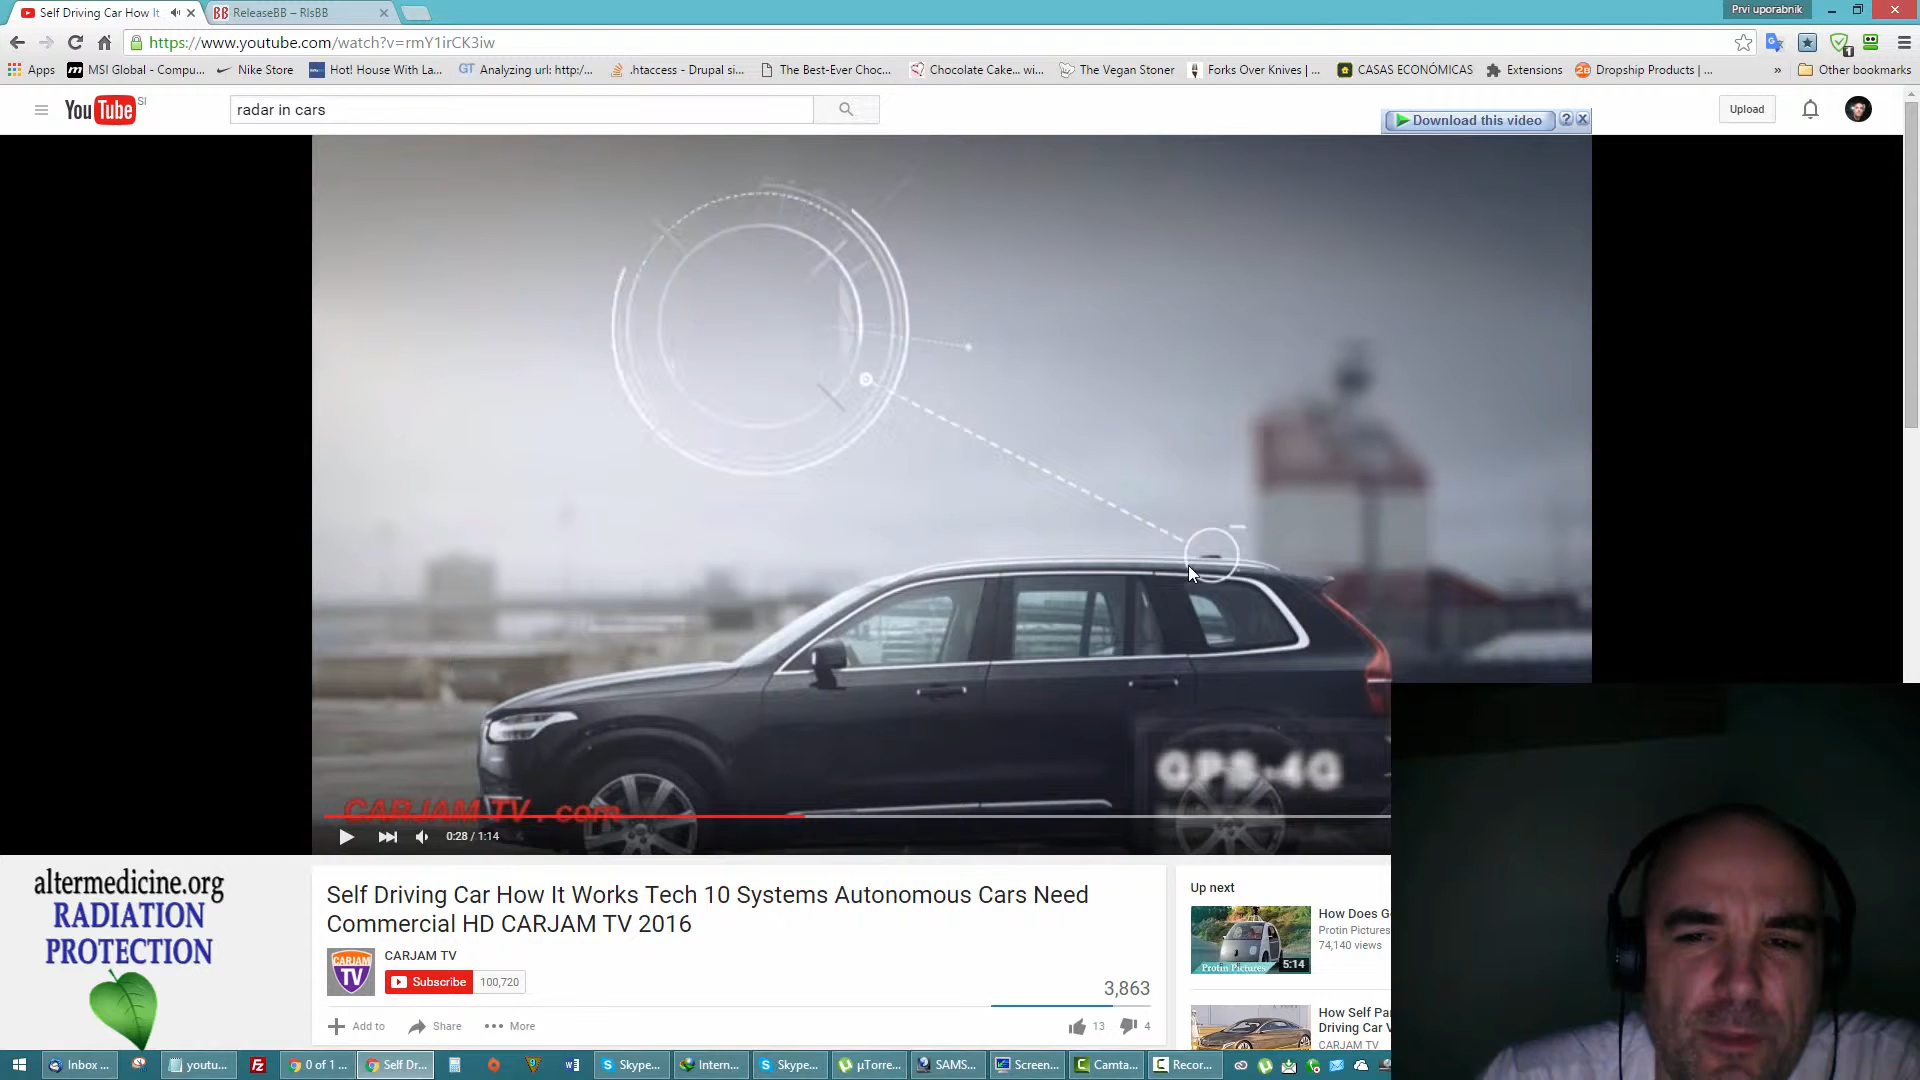 Self Driving Car How It
ReleaseBB – RlsBB
Prvi uporabnik
https://www.youtube.com/watch?v=rmY1irCK3iw
Apps
MSI Global - Compu...
Nike Store
Hot! House With La...
GT Analyzing url: http:/...
.htaccess - Drupal si...
The Best-Ever Choc...
Chocolate Cake... wi...
The Vegan Stoner
Forks Over Knives | ...
CASAS ECONÓMICAS
Extensions
Dropship Products | ...
»
Other bookmarks
YouTube SI
radar in cars
Download this video
Upload
GPS-4G
CARJAM TV . com
0:28 / 1:14
altermedicine.org
RADIATION
PROTECTION
Self Driving Car How It Works Tech 10 Systems Autonomous Cars Need
Commercial HD CARJAM TV 2016
CARJAM TV
CARJAM
TV
Subscribe 100,720
3,863
Add to
Share
More
13
4
Up next
How Does G
Protin Pictures
74,140 views
Protin Pictures
5:14
How Self Pa
Driving Car V
CARJAM TV
Inbox ...
youtu...
0 of 1 ...
Self Dr...
Skype...
Intern...
Skype...
µTorre...
SAMS...
Screen...
Camta...
Recor...